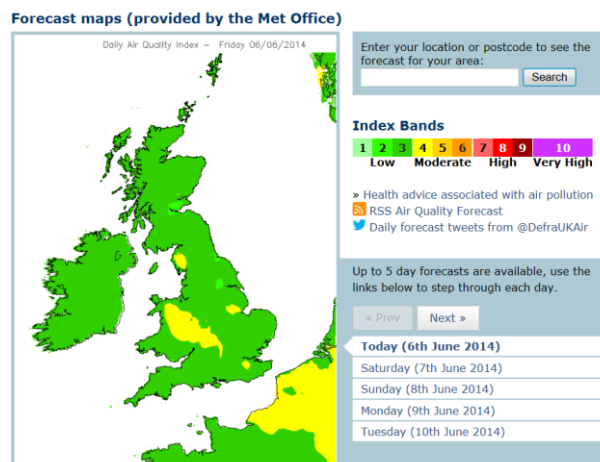 Forecast maps (provided by the Met Office)
Daily Air Quality Index - Friday 06/06/2014
Enter your location or postcode to see the
forecast for your area:
Search
Index Bands
1 2 3 4 5 6 7 8 9 10
Low Moderate High Very High
» Health advice associated with air pollution
RSS Air Quality Forecast
Daily forecast tweets from @DefraUKAir
Up to 5 day forecasts are available, use the
links below to step through each day.
« Prev Next »
Today (6th June 2014)
Saturday (7th June 2014)
Sunday (8th June 2014)
Monday (9th June 2014)
Tuesday (10th June 2014)